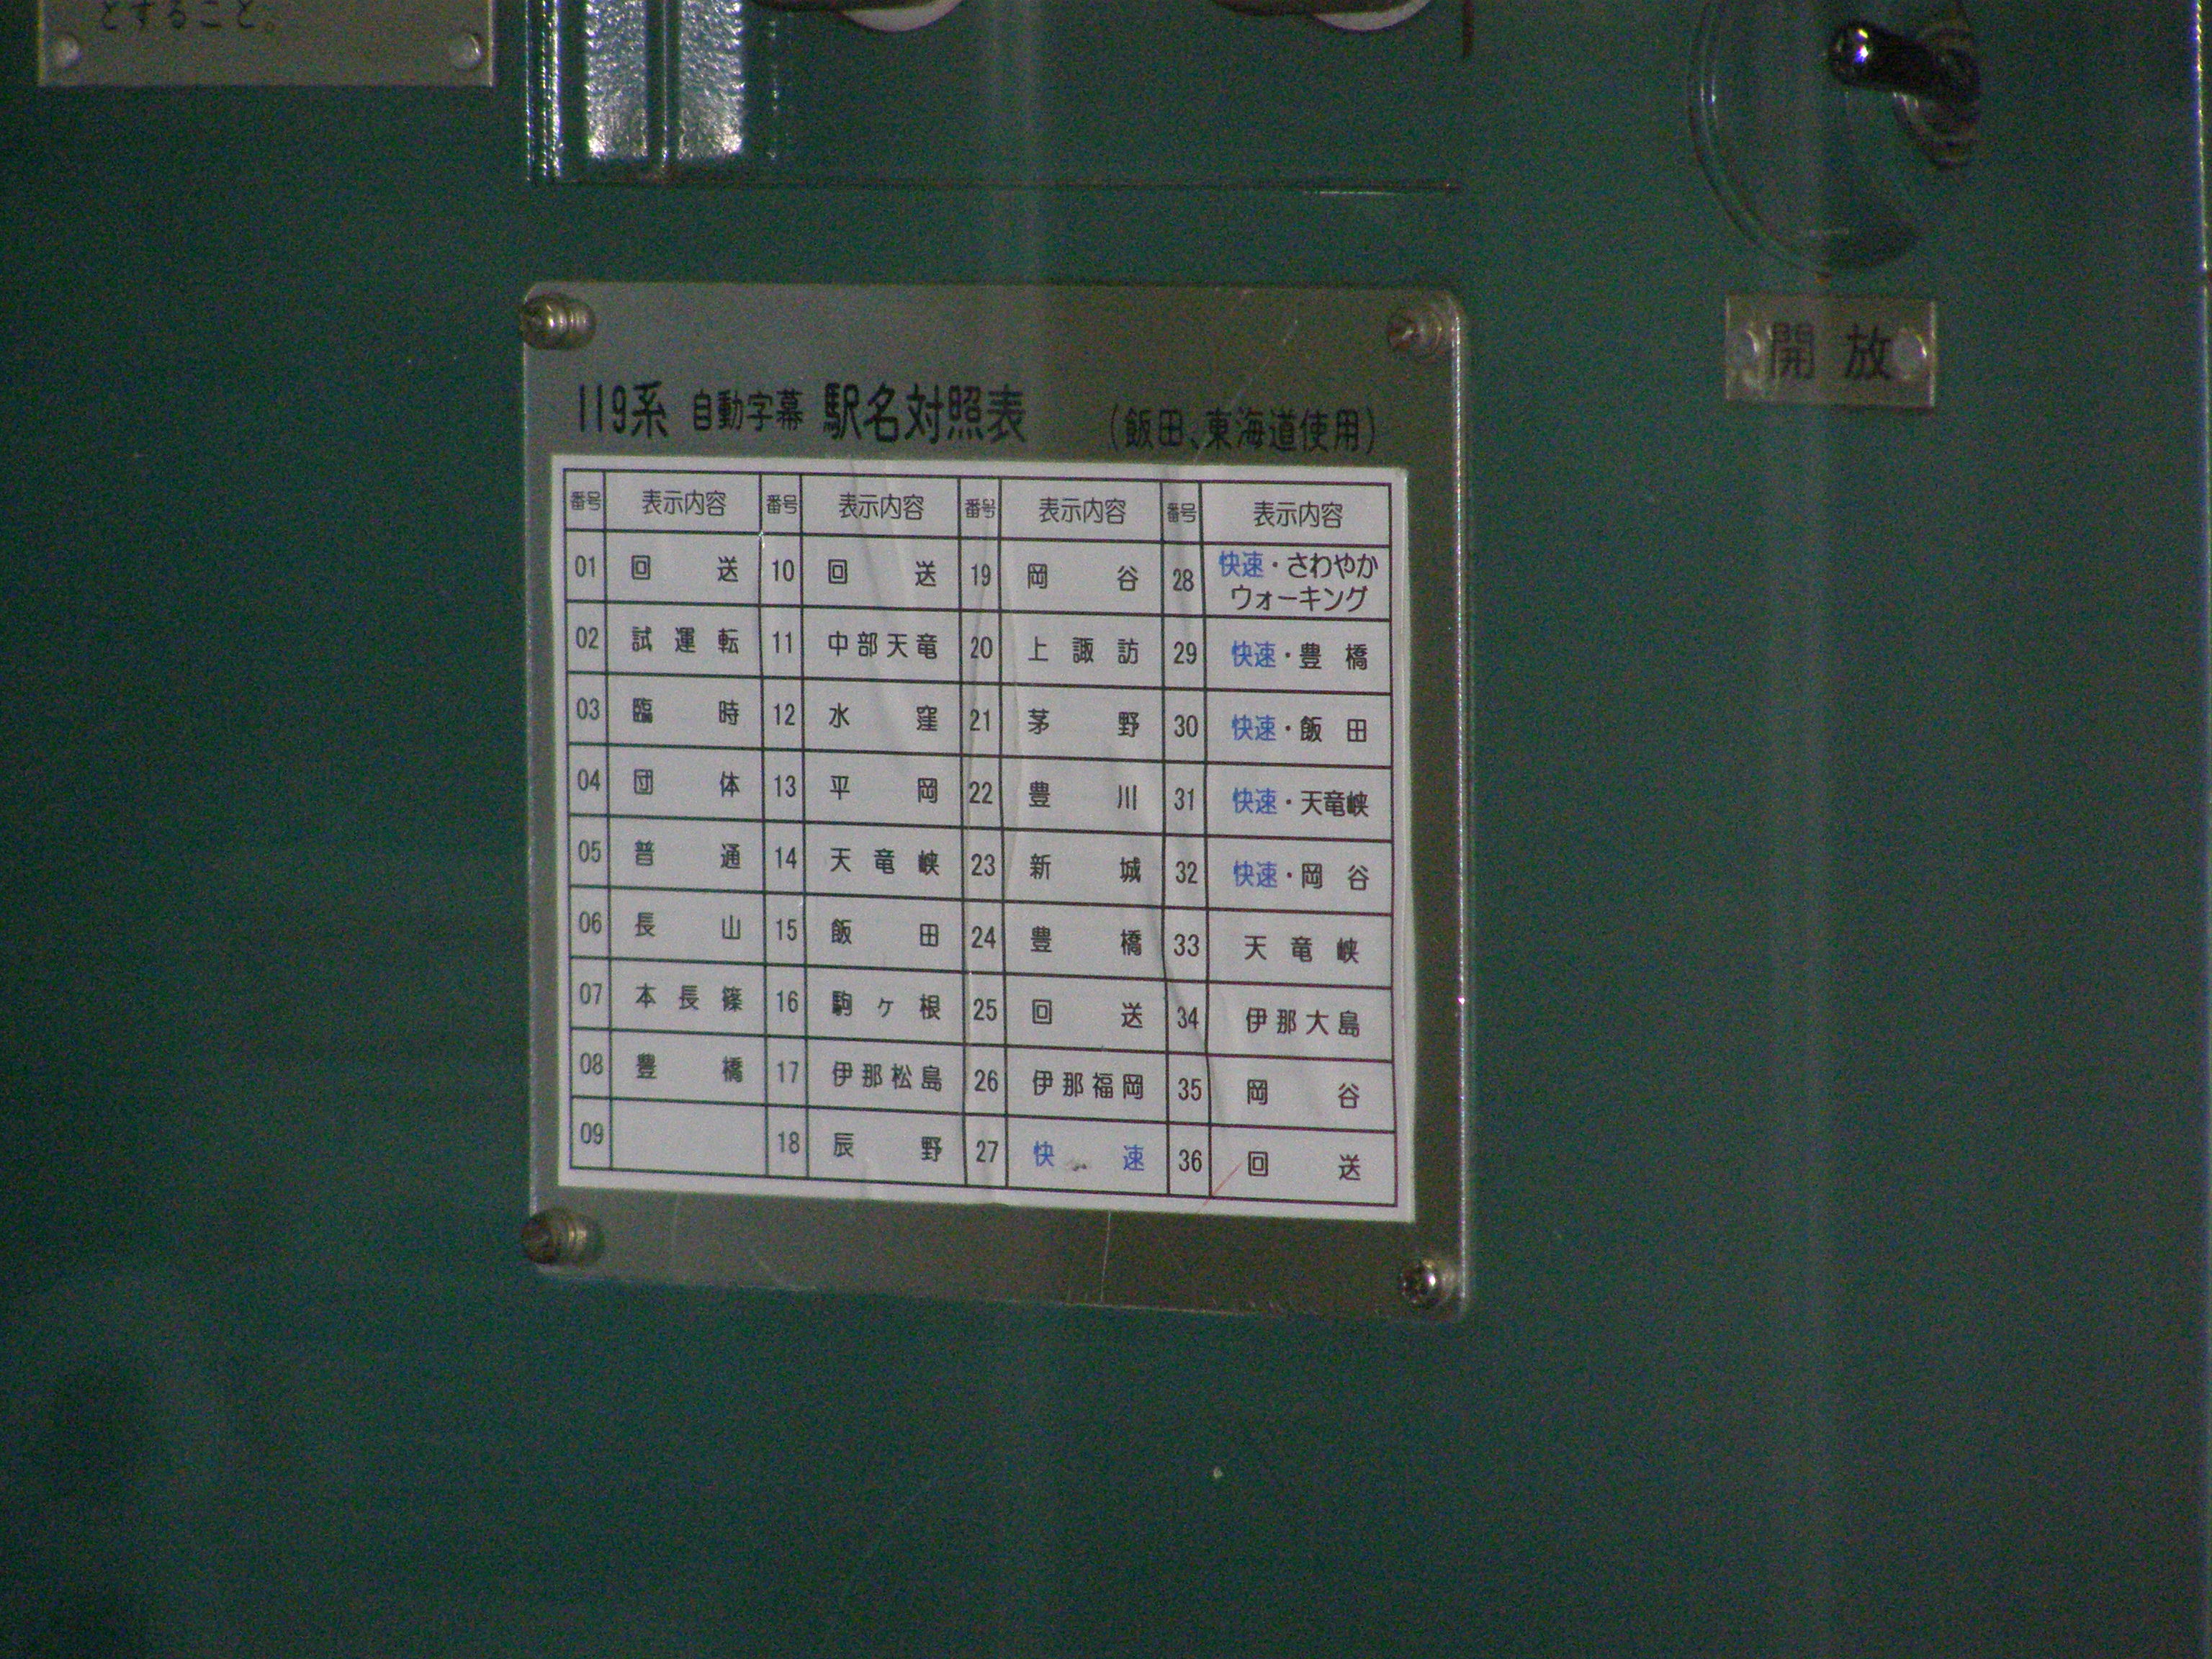 とすること。
開放
119系 自動字幕 駅名対照表 (飯田、東海道使用)
番号 表示内容 番号 表示内容 番号 表示内容 番号 表示内容
01 回送 10 回送 19 岡谷 28 快速・さわやかウォーキング
02 試運転 11 中部天竜 20 上諏訪 29 快速・豊橋
03 臨時 12 水窪 21 茅野 30 快速・飯田
04 団体 13 平岡 22 豊川 31 快速・天竜峡
05 普通 14 天竜峡 23 新城 32 快速・岡谷
06 長山 15 飯田 24 豊橋 33 天竜峡
07 本長篠 16 駒ヶ根 25 回送 34 伊那大島
08 豊橋 17 伊那松島 26 伊那福岡 35 岡谷
09 18 辰野 27 快速 36 回送